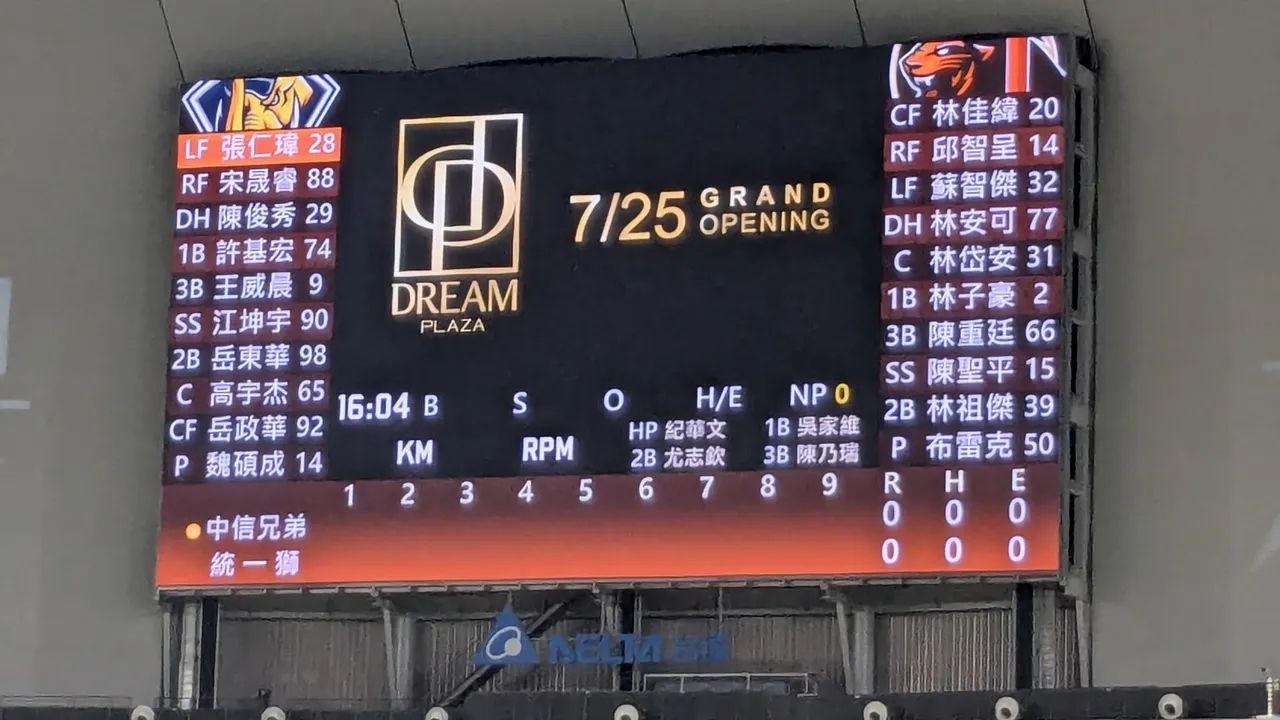 LF 張仁瑋 28
RF 宋晟睿 88
DH 陳俊秀 29
1B 許基宏 74
3B 王威晨 9
SS 江坤宇 90
2B 岳東華 98
C 高宇杰 65
CF 岳政華 92
P 魏碩成 14
DREAM
PLAZA
7/25 GRAND
OPENING
CF 林佳緯 20
RF 邱智呈 14
LF 蘇智傑 32
DH 林安可 77
C 林岱安 31
1B 林子豪 2
3B 陳重廷 66
SS 陳聖平 15
2B 林祖傑 39
P 布雷克 50
16:04 B S O H/E NP 0
KM RPM
HP 紀華文 1B 吳家維
2B 尤志欽 3B 陳乃瑞
1 2 3 4 5 6 7 8 9 R H E
中信兄弟 0 0 0
統一獅 0 0 0
DELTA